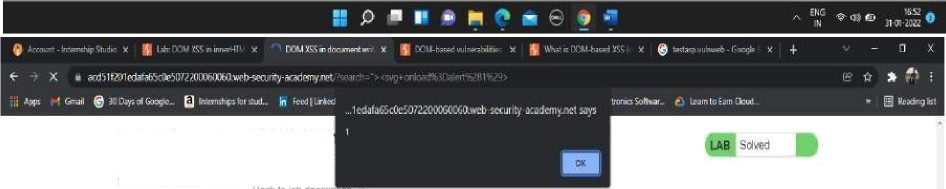 ENG
IN
16:52
31-01-2022
Account - Internship Studio
Lab: DOM XSS in innerHTM
DOM XSS in document.writ
DOM-based vulnerabilities
What is DOM-based XSS (
testasp vulnweb - Google S
acd51f201edafa65c0e5072200060060.web-security-academy.net/?search="><svg+onload%3Dalert%281%29>
Apps
Gmail
30 Days of Google...
Internships for stud...
Feed | Linked
tronics Softwar...
Learn to Earn Cloud...
Reading list
...1edafa65c0e5072200060060.web-security-academy.net says
1
OK
LAB Solved